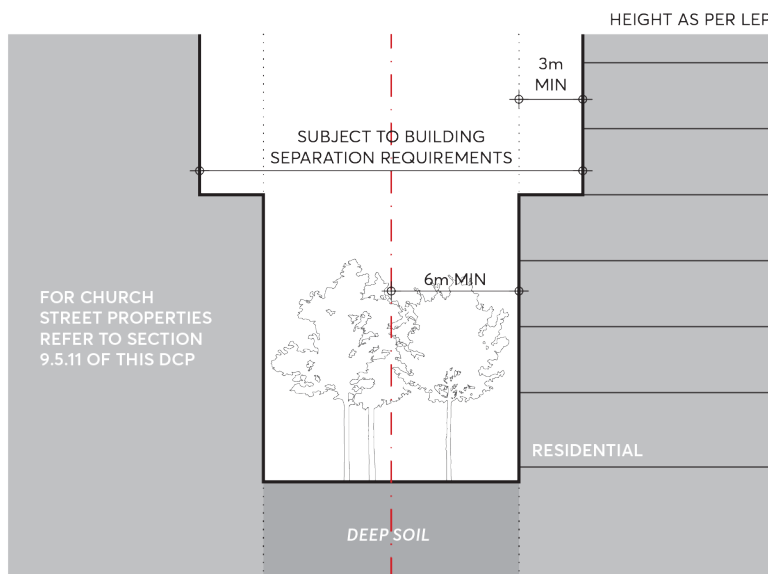 HEIGHT AS PER LEP
3m
MIN
SUBJECT TO BUILDING
SEPARATION REQUIREMENTS
6m MIN
FOR CHURCH
STREET PROPERTIES
REFER TO SECTION
9.5.11 OF THIS DCP
RESIDENTIAL
DEEP SOIL